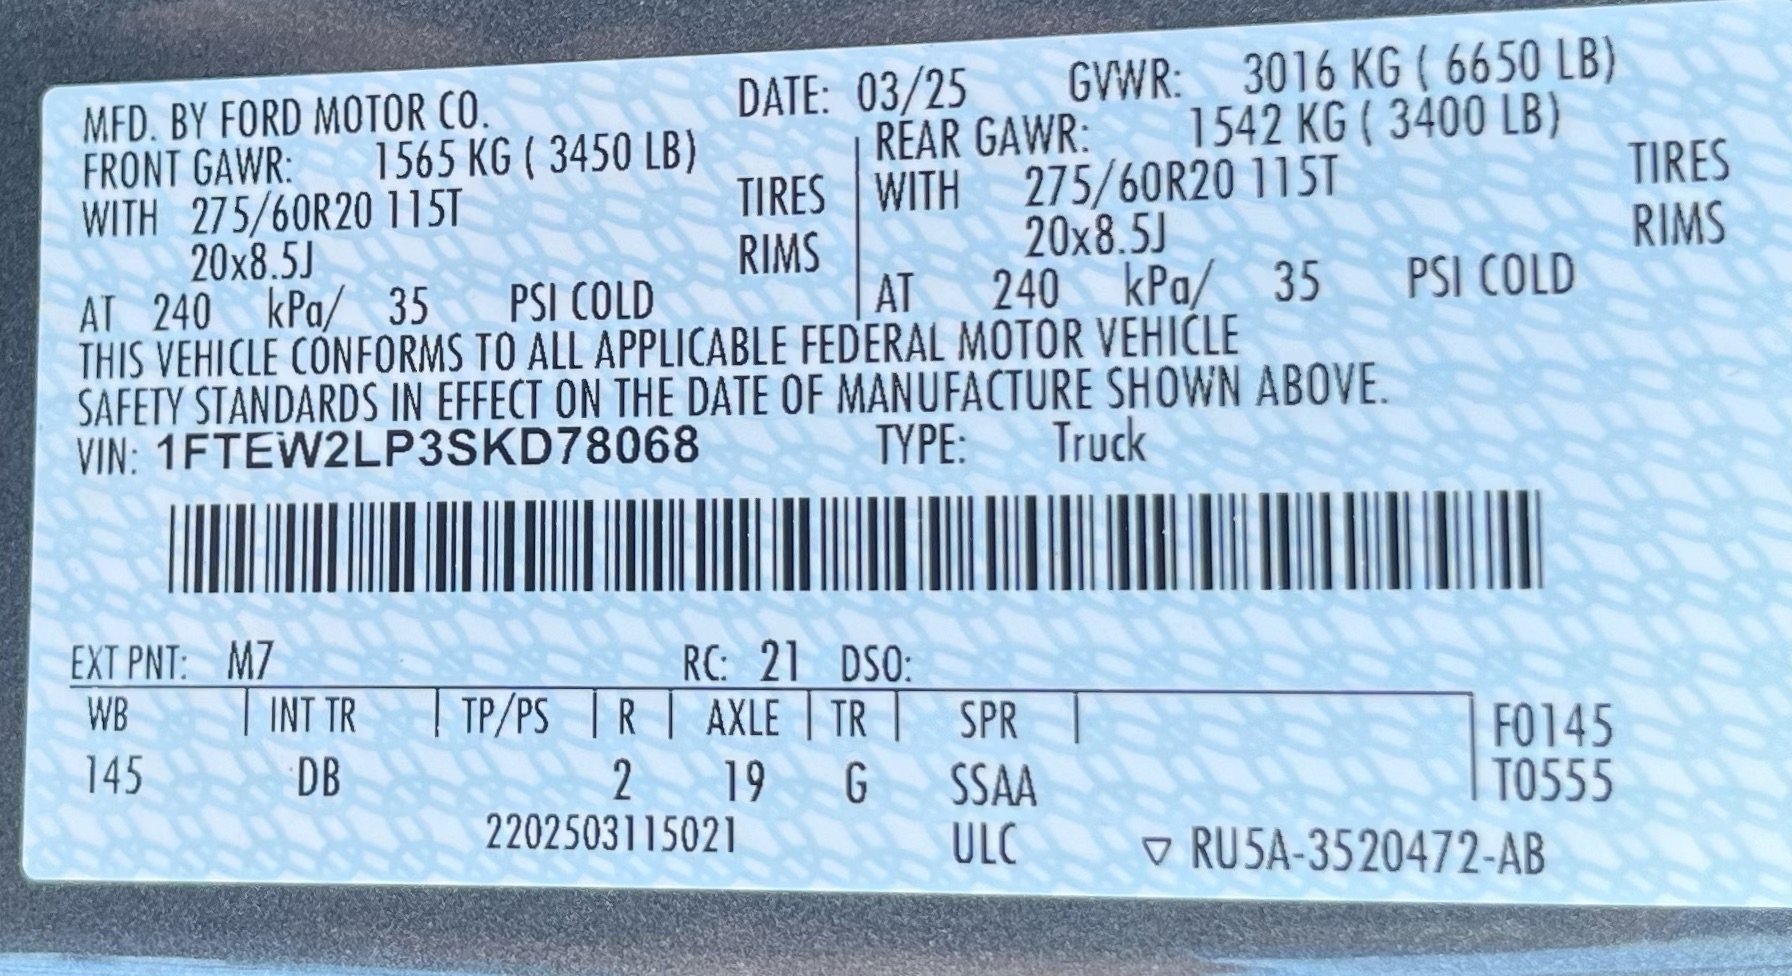 MFD. BY FORD MOTOR CO. DATE: 03/25 GVWR: 3016 KG ( 6650 LB)
FRONT GAWR: 1565 KG ( 3450 LB) REAR GAWR: 1542 KG ( 3400 LB)
WITH 275/60R20 115T TIRES WITH 275/60R20 115T TIRES
20x8.5J RIMS 20x8.5J RIMS
AT 240 kPa/ 35 PSI COLD AT 240 kPa/ 35 PSI COLD
THIS VEHICLE CONFORMS TO ALL APPLICABLE FEDERAL MOTOR VEHICLE
SAFETY STANDARDS IN EFFECT ON THE DATE OF MANUFACTURE SHOWN ABOVE.
VIN: 1FTEW2LP3SKD78068 TYPE: Truck
EXT PNT: M7 RC: 21 DSO:
WB INT TR TP/PS R AXLE TR SPR F0145
145 DB 2 19 G SSAA T0555
2202503115021 ULC ▽ RU5A-3520472-AB